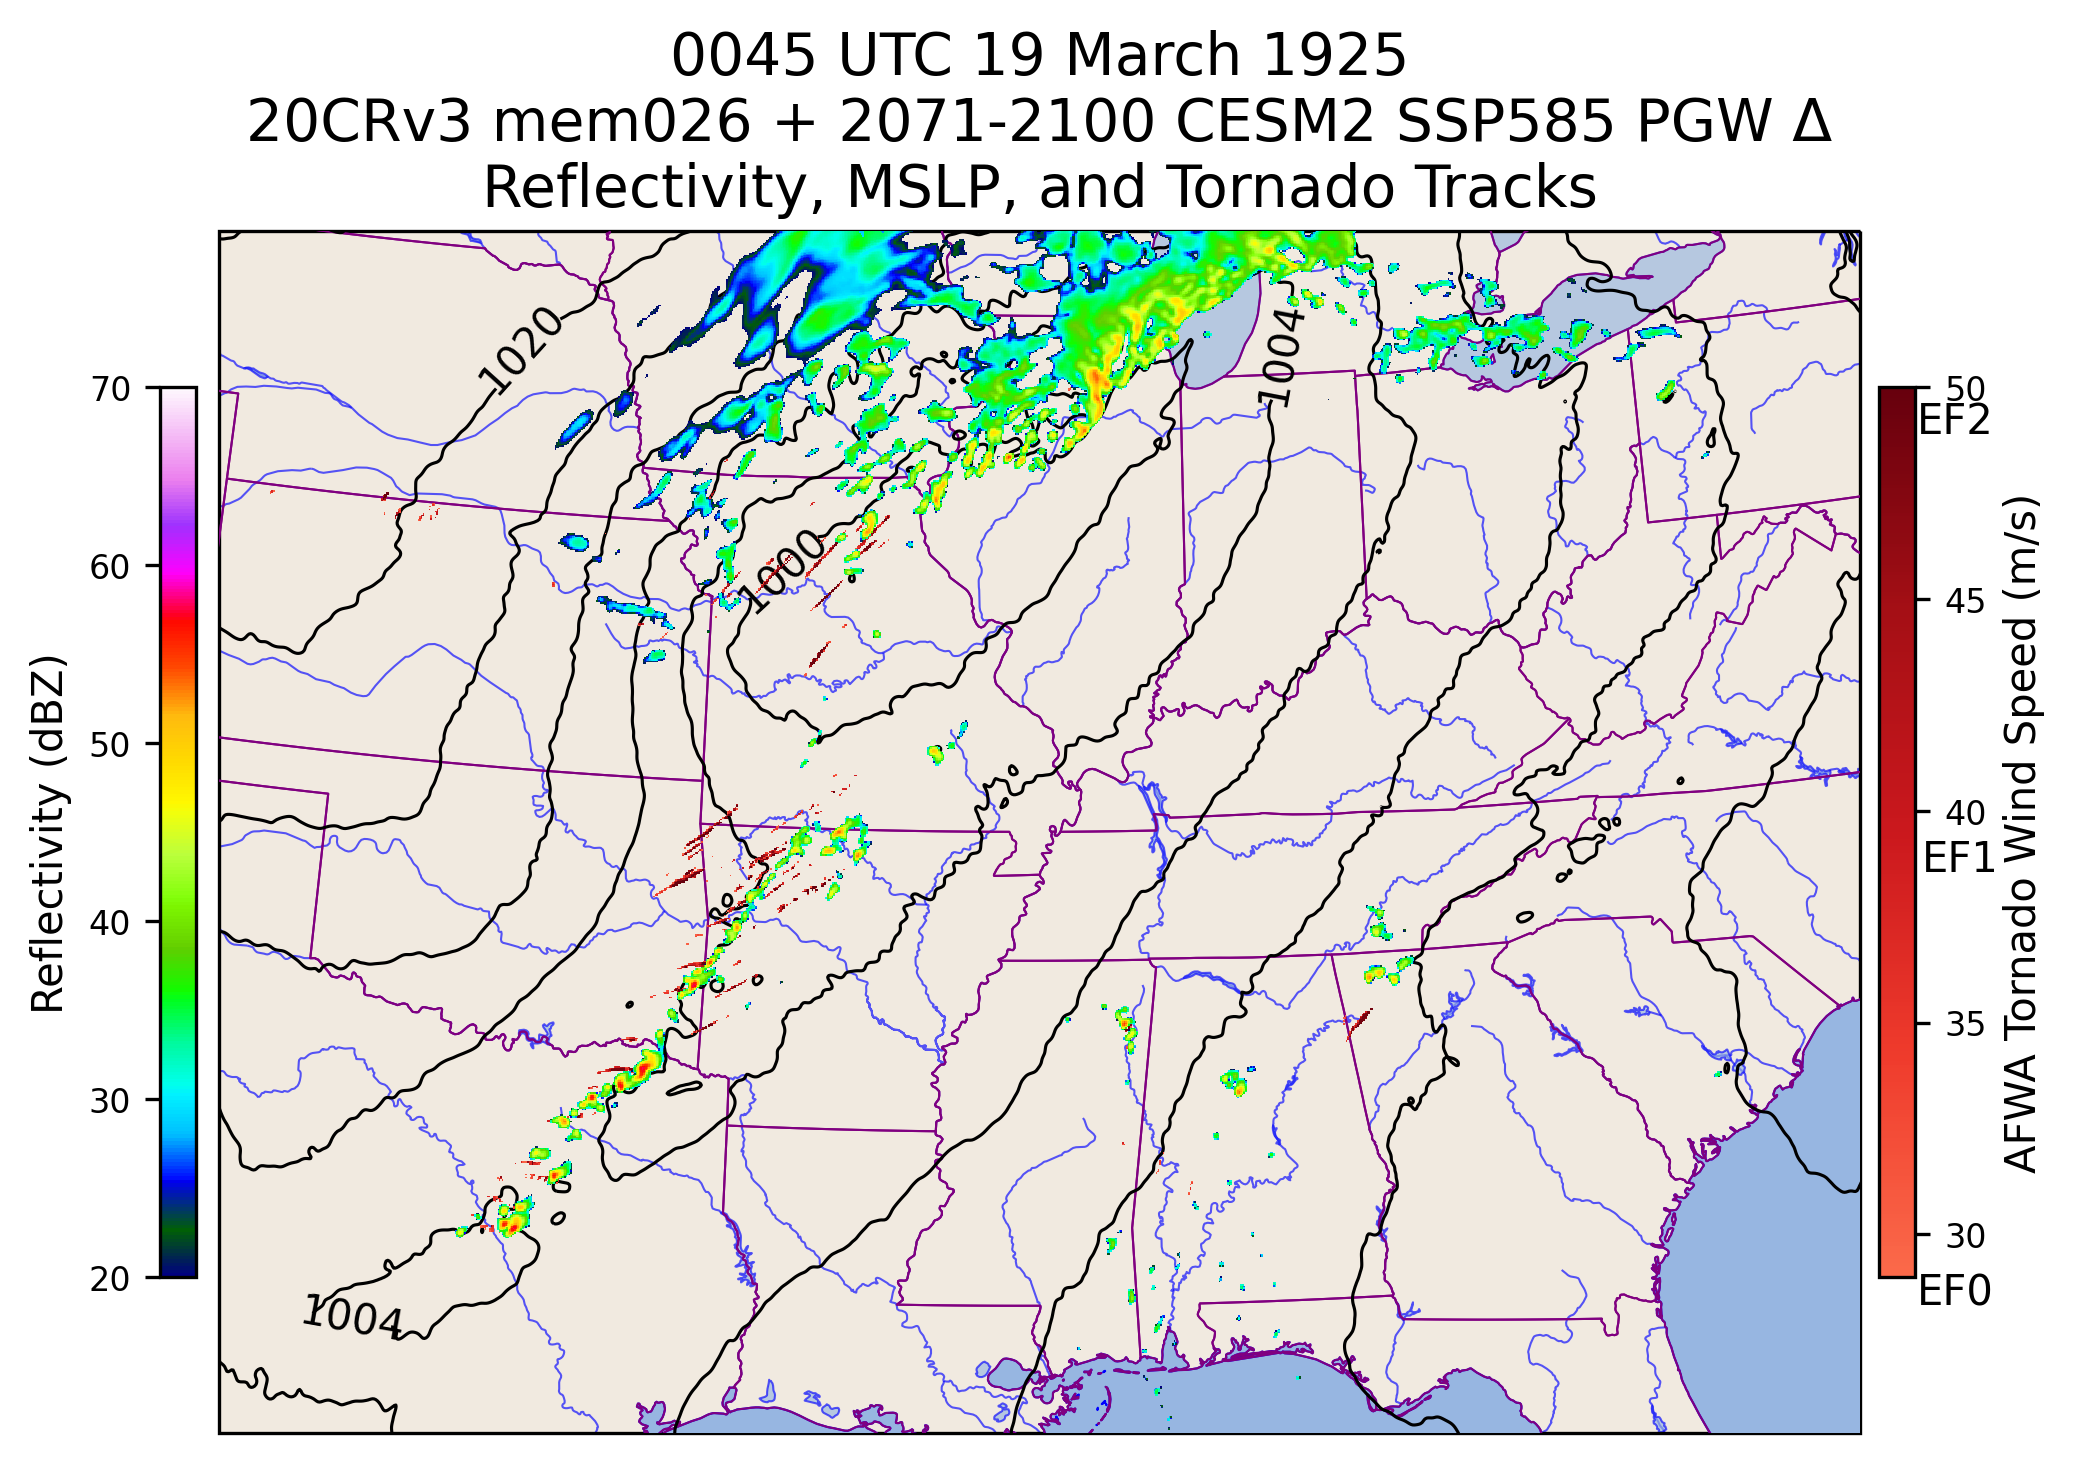 0045 UTC 19 March 1925
20CRv3 mem026 + 2071-2100 CESM2 SSP585 PGW Δ
Reflectivity, MSLP, and Tornado Tracks
1020
1004
1000
1004
70
60
50
40
30
20
Reflectivity (dBZ)
50
EF2
45
40
EF1
35
30
EF0
AFWA Tornado Wind Speed (m/s)